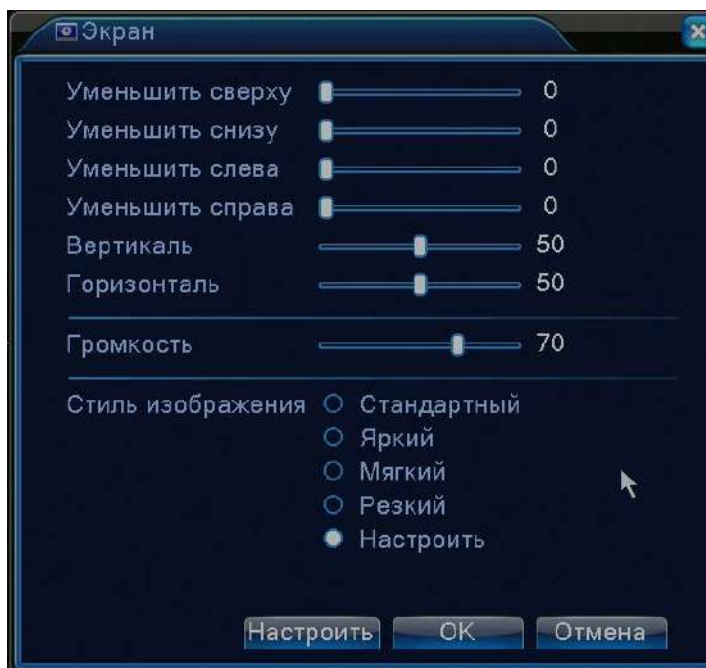 Экран
Уменьшить сверху 0
Уменьшить снизу 0
Уменьшить слева 0
Уменьшить справа 0
Вертикаль 50
Горизонталь 50
Громкость 70
Стиль изображения Стандартный
Яркий
Мягкий
Резкий
Настроить
Настроить OK Отмена